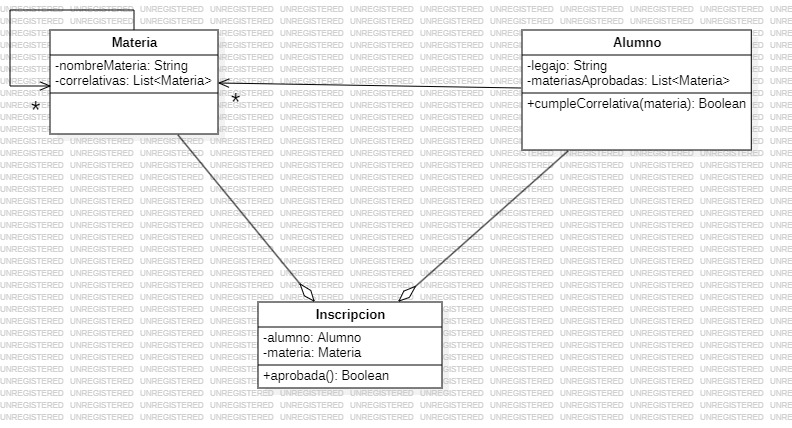 Materia
-nombreMateria: String
-correlativas: List<Materia>
*
*
Alumno
-legajo: String
-materiasAprobadas: List<Materia>
+cumpleCorrelativa(materia): Boolean
Inscripcion
-alumno: Alumno
-materia: Materia
+aprobada(): Boolean
UNREGISTERED